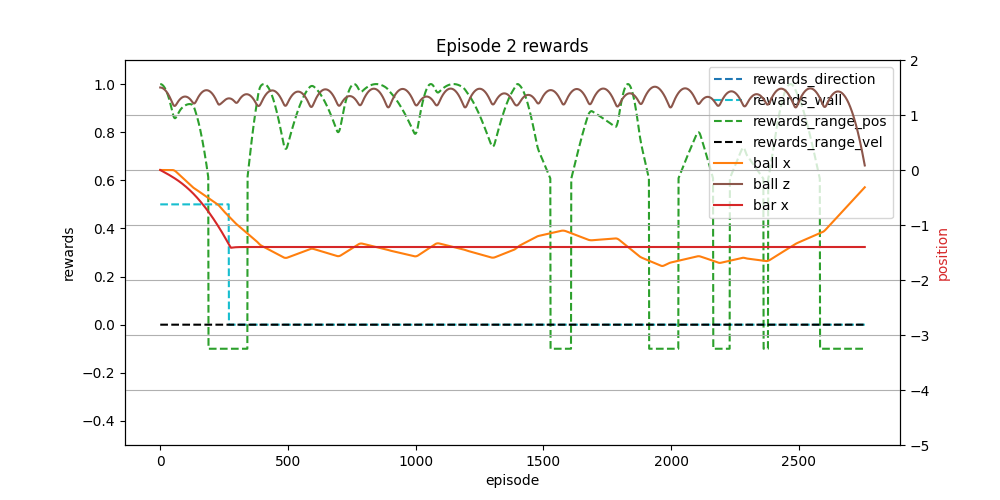 Episode 2 rewards
rewards
1.0
0.8
0.6
0.4
0.2
0.0
−0.2
−0.4
rewards_direction
rewards_wall
rewards_range_pos
rewards_range_vel
ball x
ball z
bar x
2
1
0
−1
−2
−3
−4
−5
position
0 500 1000 1500 2000 2500
episode